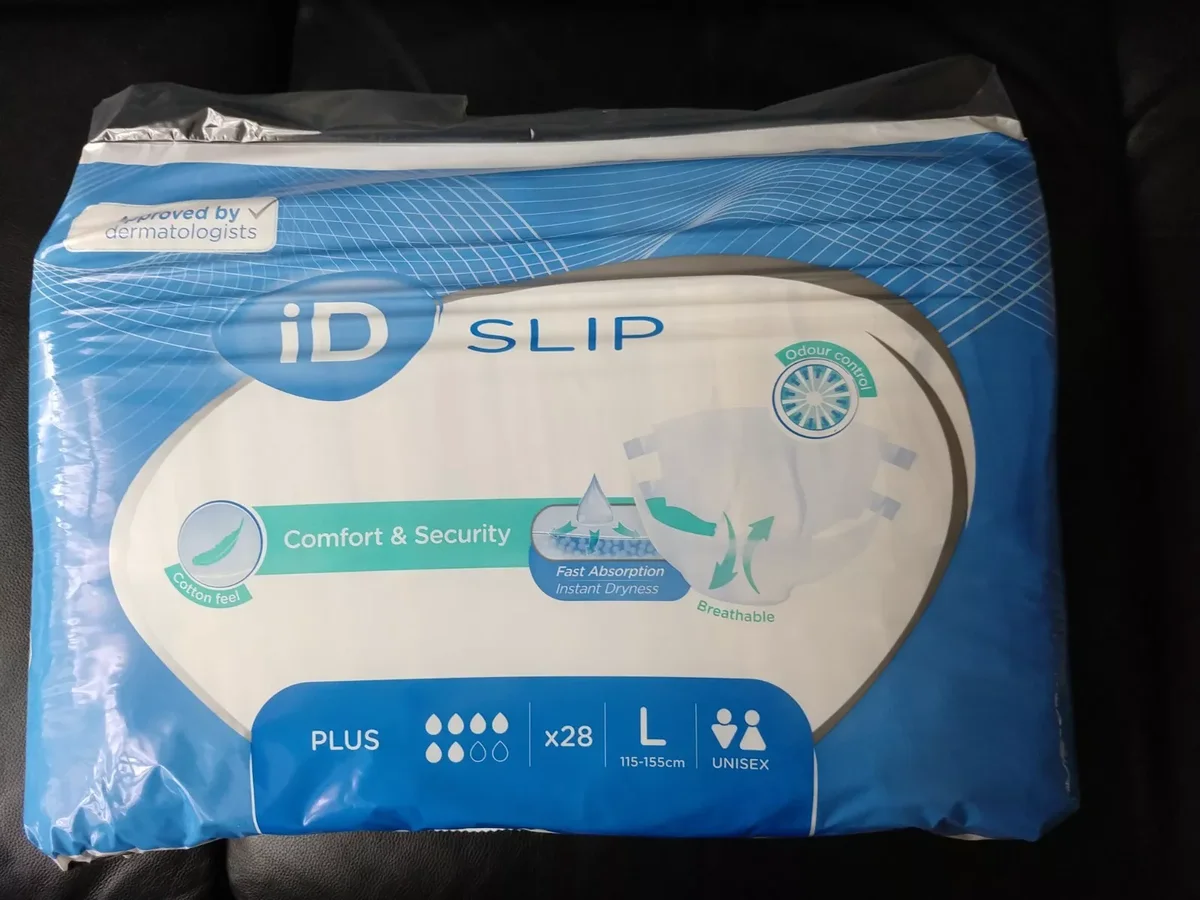 Approved by
dermatologists
iD SLIP
Odour control
Cotton feel
Comfort & Security
Fast Absorption
Instant Dryness
Breathable
PLUS
x28
L
115-155cm
UNISEX